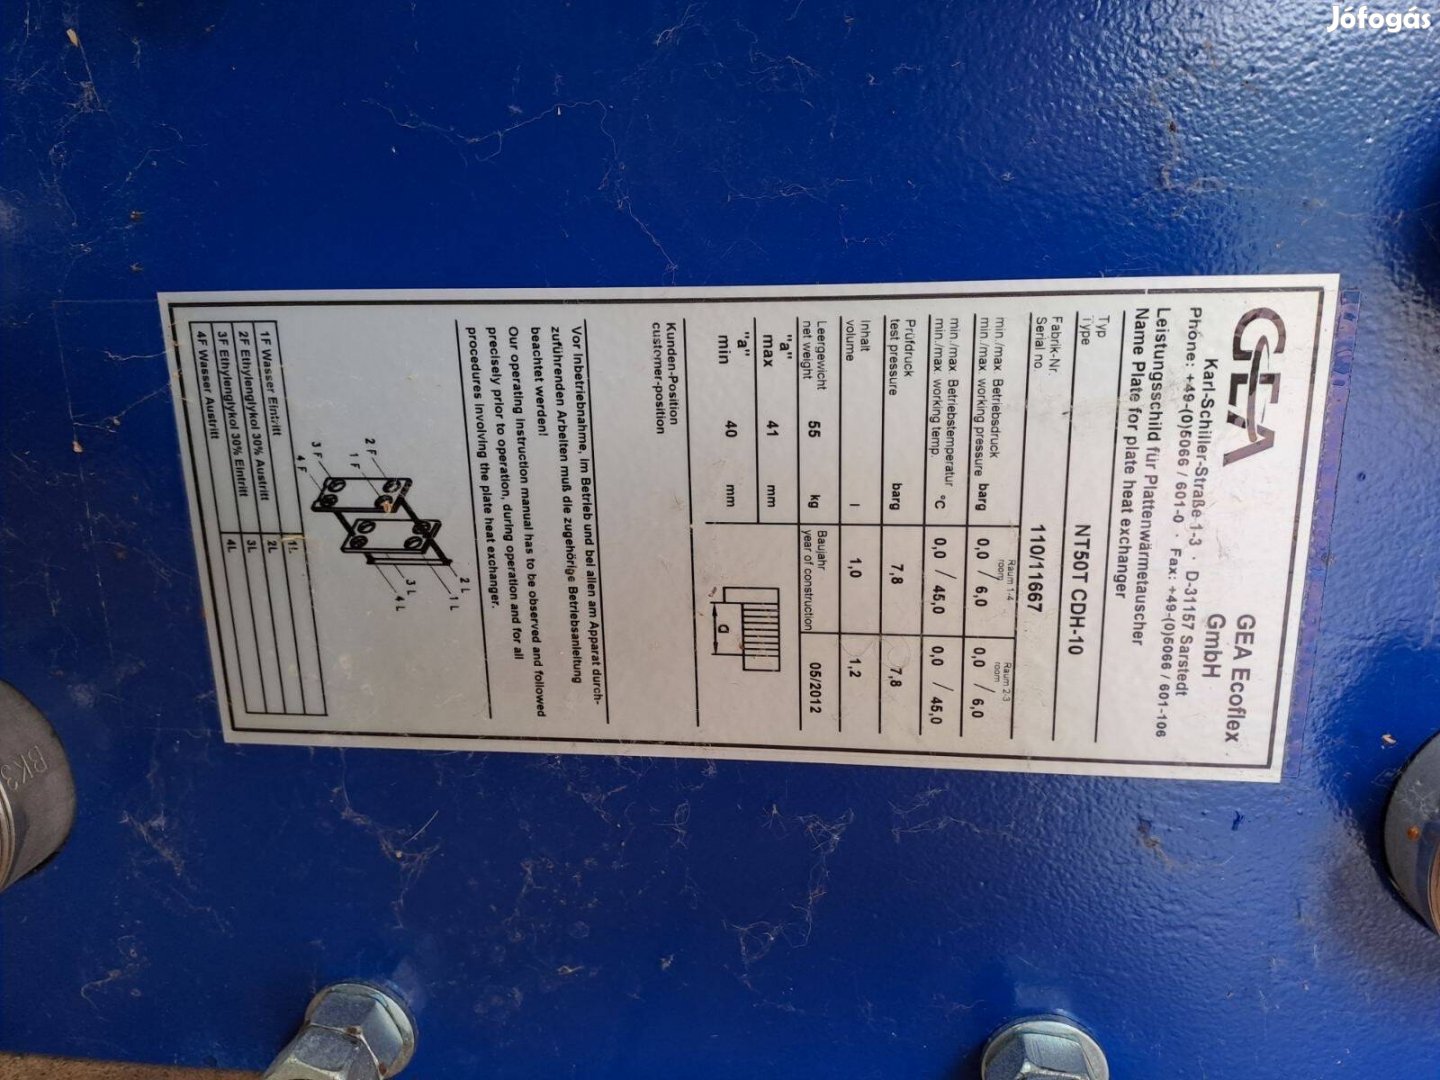 Jófogás
GEA
GEA Ecoflex
GmbH
Karl-Schiller-Straße 1-3 · D-31157 Sarstedt
Phone: +49-(0)5066 / 601-0 · Fax: +49-(0)5066 / 601-106
Leistungsschild für Plattenwärmetauscher
Name Plate for plate heat exchanger
Typ
Type NT50T CDH-10
Fabrik-Nr.
Serial no. 110/11667
Raum 1-4 Raum 2-3
room room
min./max Betriebsdruck
min./max working pressure barg 0,0 / 6,0 0,0 / 6,0
min./max Betriebstemperatur
min./max working temp. °C 0,0 / 45,0 0,0 / 45,0
Prüfdruck
test pressure barg 7,8 7,8
Inhalt
volume l 1,0 1,2
Leergewicht Baujahr
net weight 55 kg year of construction 05/2012
"a"
max 41 mm
"a"
min 40 mm
a
Kunden-Position
customer-position
Vor Inbetriebnahme, im Betrieb und bei allen am Apparat durch-
zuführenden Arbeiten muß die zugehörige Betriebsanleitung
beachtet werden!
Our operating instruction manual has to be observed and followed
precisely prior to operation, during operation and for all
procedures involving the plate heat exchanger.
2 F
1 F
3 F
4 F
2 L
1 L
3 L
4 L
1F Wasser Eintritt 1L
2F Ethylenglykol 30% Austritt 2L
3F Ethylenglykol 30% Eintritt 3L
4F Wasser Austritt 4L
BK3